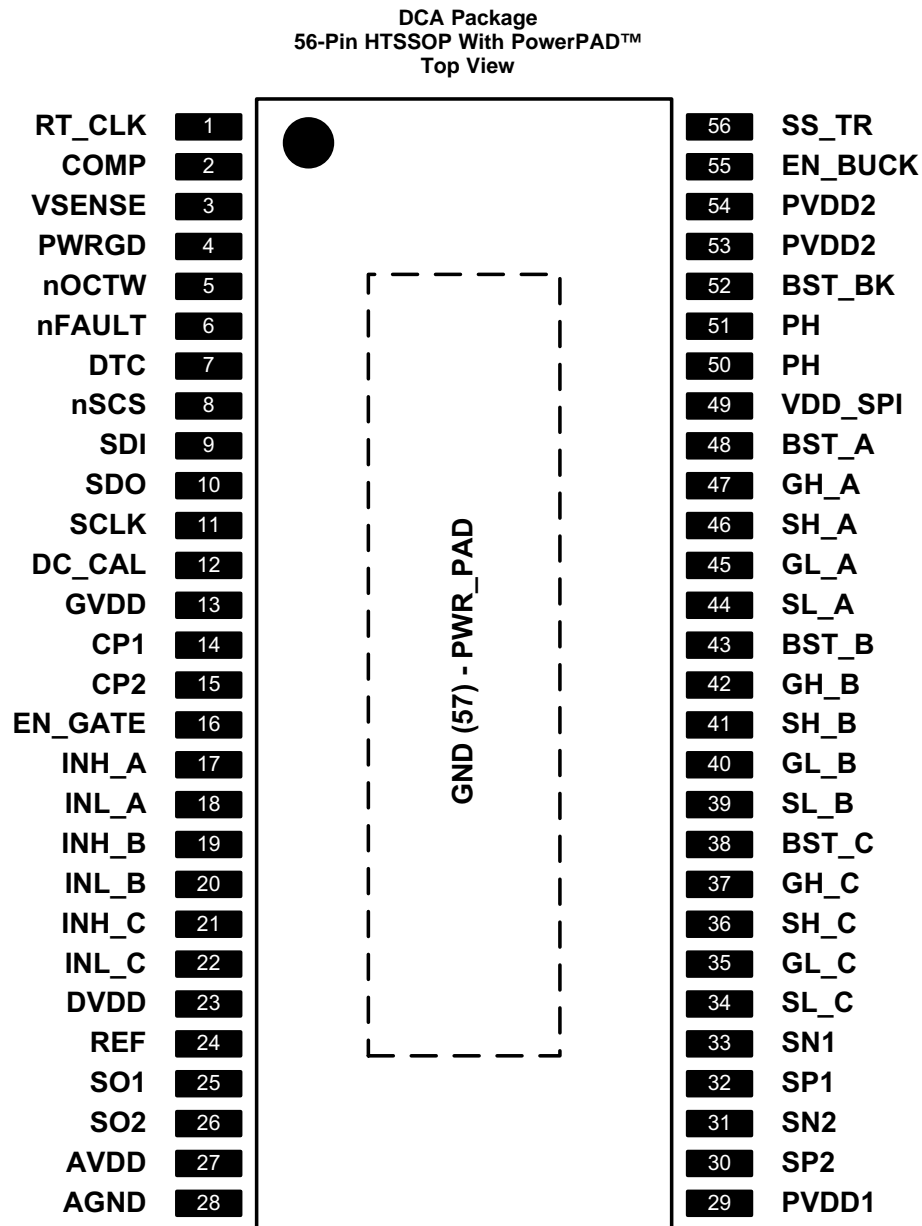 DCA Package
56-Pin HTSSOP With PowerPAD™
Top View
RT_CLK 1 56 SS_TR
COMP 2 55 EN_BUCK
VSENSE 3 54 PVDD2
PWRGD 4 53 PVDD2
nOCTW 5 52 BST_BK
nFAULT 6 51 PH
DTC 7 50 PH
nSCS 8 49 VDD_SPI
SDI 9 48 BST_A
SDO 10 47 GH_A
SCLK 11 46 SH_A
DC_CAL 12 45 GL_A
GVDD 13 44 SL_A
CP1 14 43 BST_B
CP2 15 42 GH_B
EN_GATE 16 41 SH_B
INH_A 17 40 GL_B
INL_A 18 39 SL_B
INH_B 19 38 BST_C
INL_B 20 37 GH_C
INH_C 21 36 SH_C
INL_C 22 35 GL_C
DVDD 23 34 SL_C
REF 24 33 SN1
SO1 25 32 SP1
SO2 26 31 SN2
AVDD 27 30 SP2
AGND 28 29 PVDD1
GND (57) - PWR_PAD